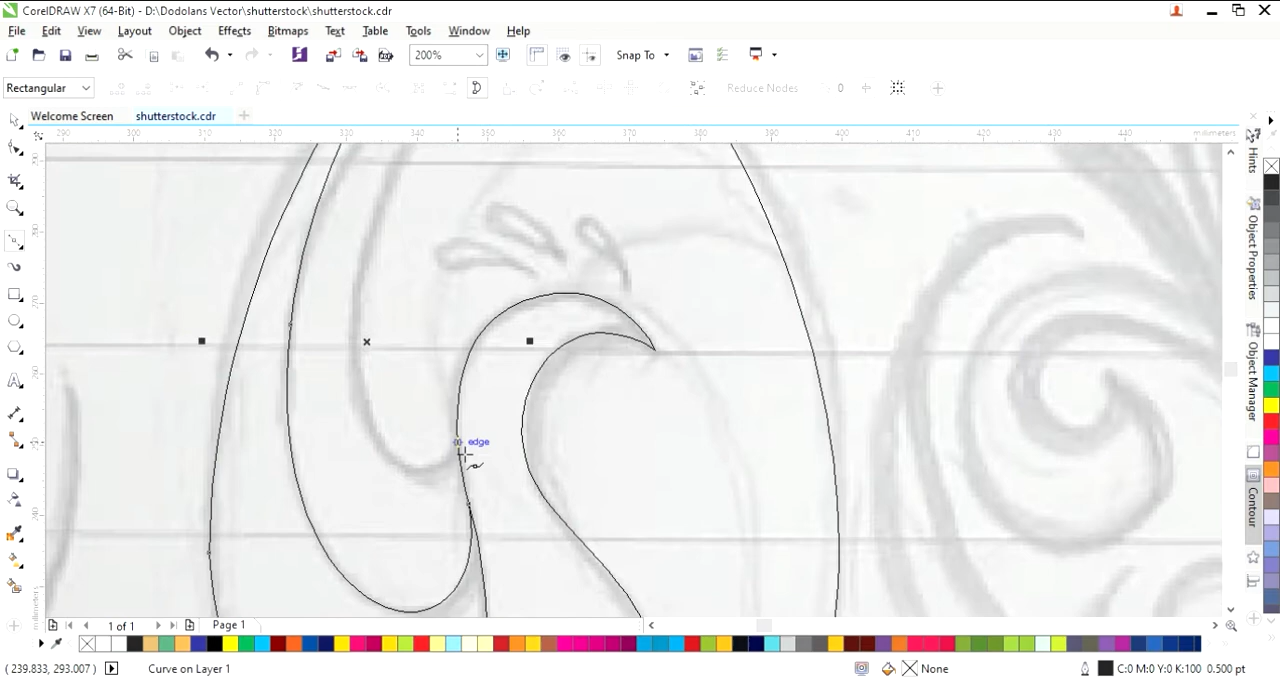 CorelDRAW X7 (64-Bit) - D:\Dodolans Vector\shutterstock\shutterstock.cdr
File Edit View Layout Object Effects Bitmaps Text Table Tools Window Help
200% Snap To
Rectangular Reduce Nodes 0
Welcome Screen shutterstock.cdr
290 300 310 320 330 340 350 360 370 380 390 400 410 420 430 440 millimeters
Hints
Object Properties
Object Manager
Contour
edge
millimeters
1 of 1 Page 1
( 239.833, 293.007 ) Curve on Layer 1 None C:0 M:0 Y:0 K:100 0.500 pt